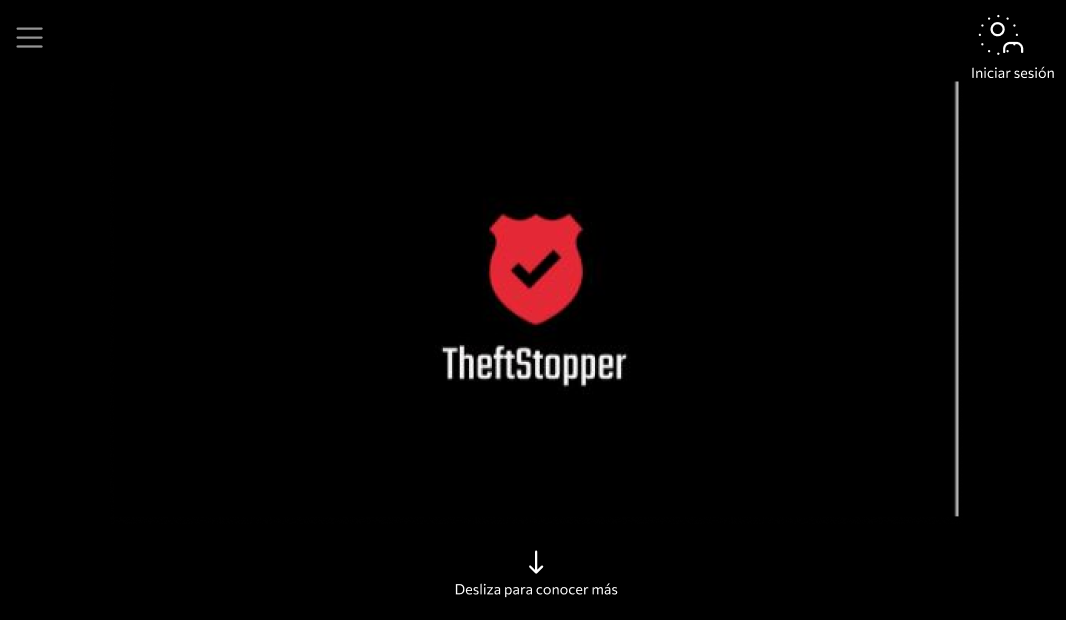 Iniciar sesión
TheftStopper
Desliza para conocer más